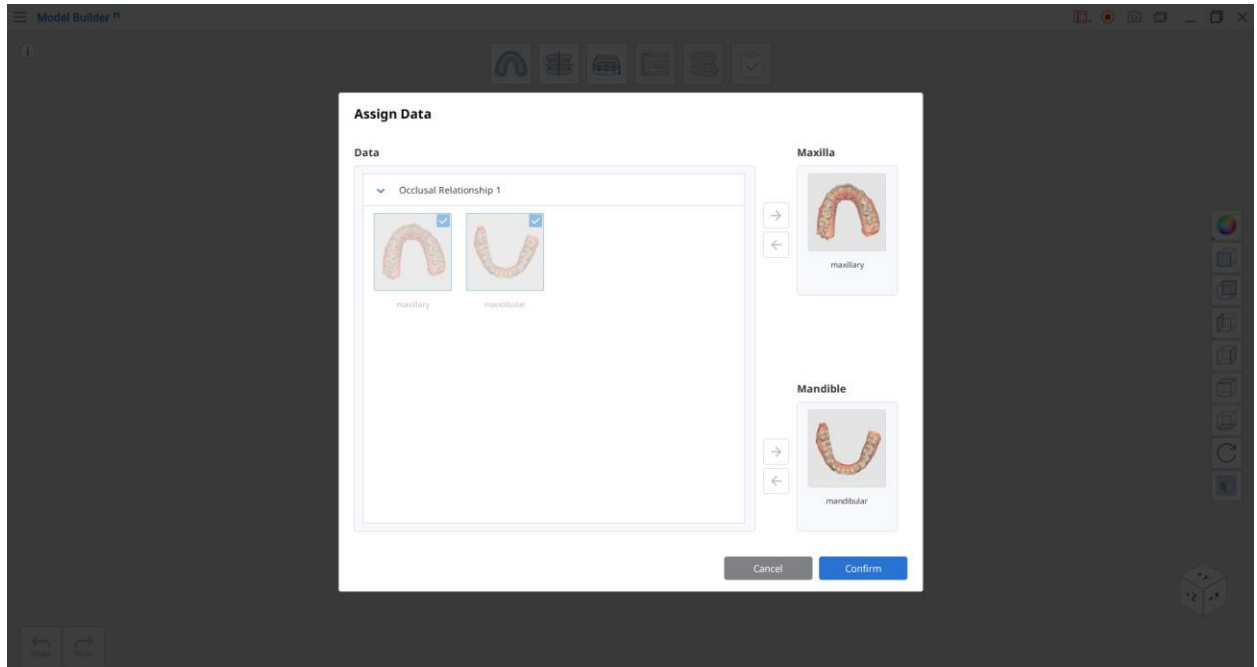 Model Builder
Assign Data
Data
Maxilla
Occlusal Relationship 1
maxillary
mandibular
maxillary
Mandible
mandibular
Cancel
Confirm